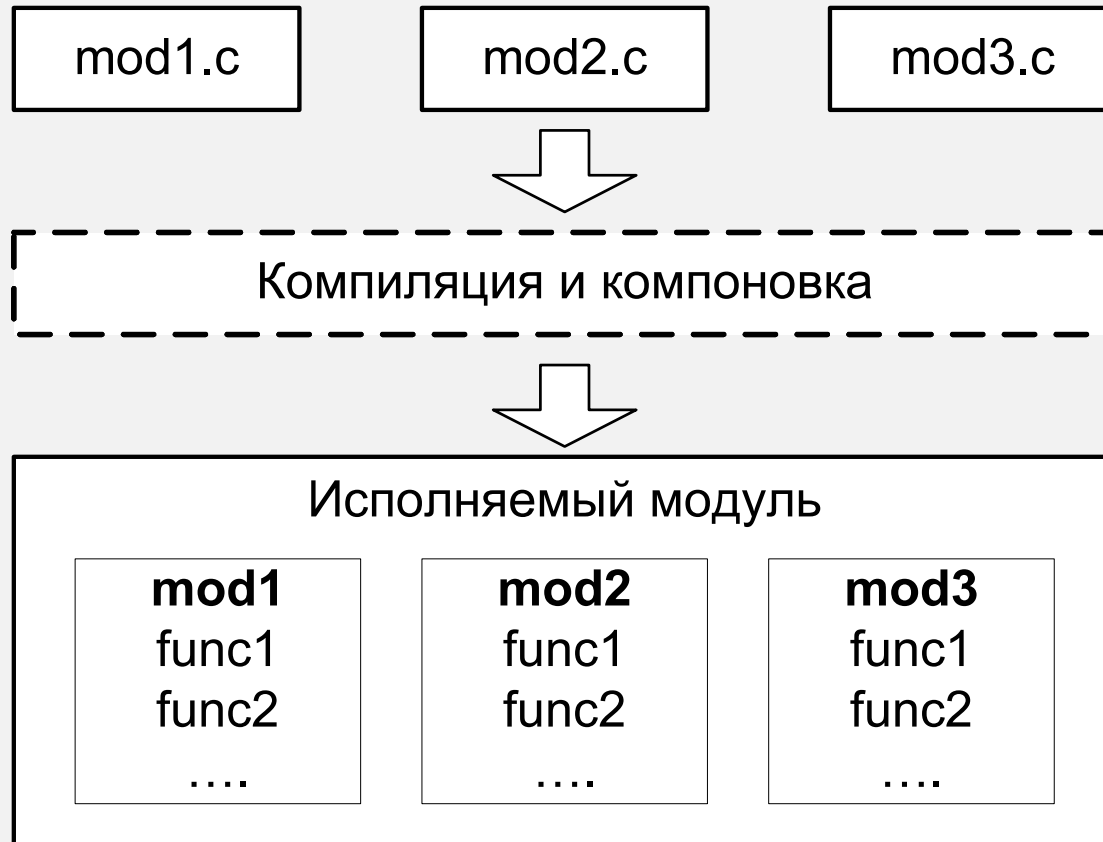 mod1.c mod2.c mod3.c
Компиляция и компоновка
Исполняемый модуль
mod1 mod2 mod3
func1 func1 func1
func2 func2 func2
.... .... ....